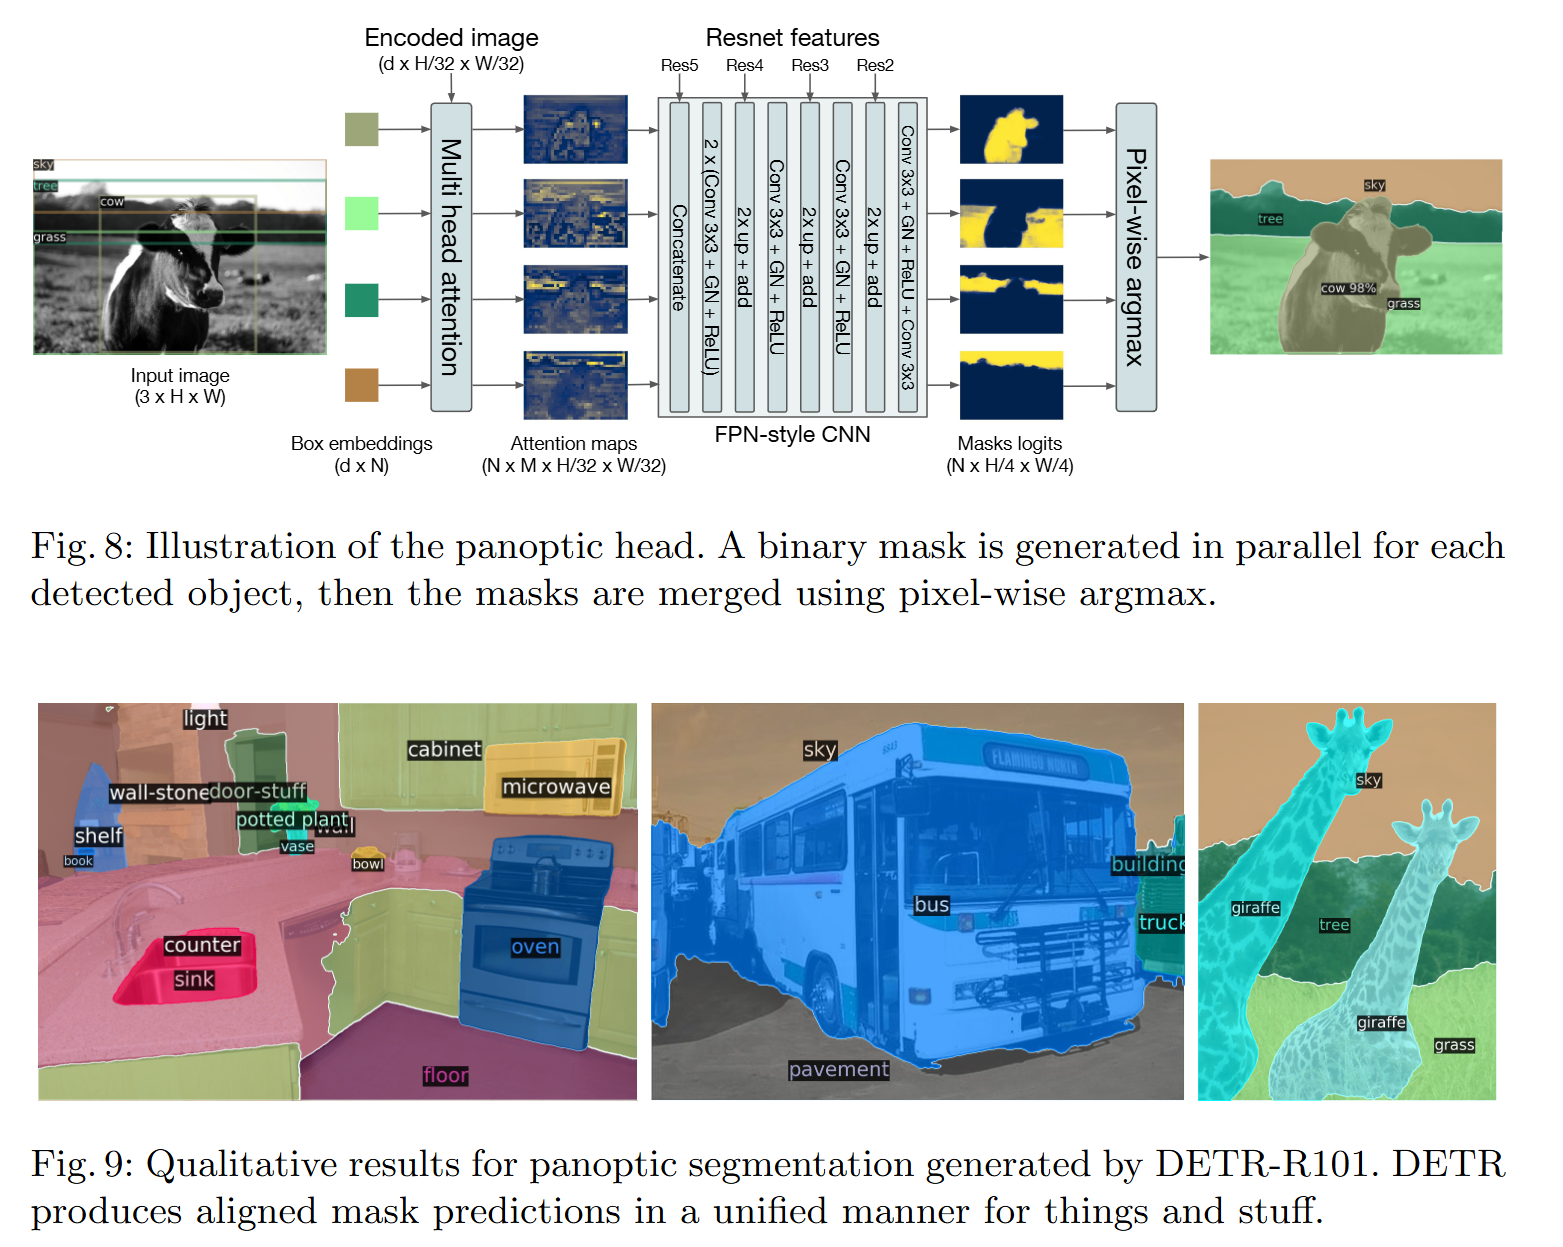 Encoded image
(d x H/32 x W/32)
Resnet features
Res5
Res4
Res3
Res2
sky
tree
cow
grass
Input image
(3 x H x W)
Box embeddings
(d x N)
Multi head attention
Attention maps
(N x M x H/32 x W/32)
Concatenate
2 x (Conv 3x3 + GN + ReLU)
2x up + add
Conv 3x3 + GN + ReLU
2x up + add
Conv 3x3 + GN + ReLU
2x up + add
Conv 3x3 + GN + ReLU + Conv 3x3
FPN-style CNN
Masks logits
(N x H/4 x W/4)
Pixel-wise argmax
sky
tree
cow 98%
grass
Fig. 8: Illustration of the panoptic head. A binary mask is generated in parallel for each
detected object, then the masks are merged using pixel-wise argmax.
light
cabinet
wall-stone
door-stuff
microwave
potted plant
wall
shelf
vase
book
bowl
counter
oven
sink
floor
sky
8843
FLAMINGO NORTH
building
bus
truck
pavement
sky
giraffe
tree
giraffe
grass
Fig. 9: Qualitative results for panoptic segmentation generated by DETR-R101. DETR
produces aligned mask predictions in a unified manner for things and stuff.